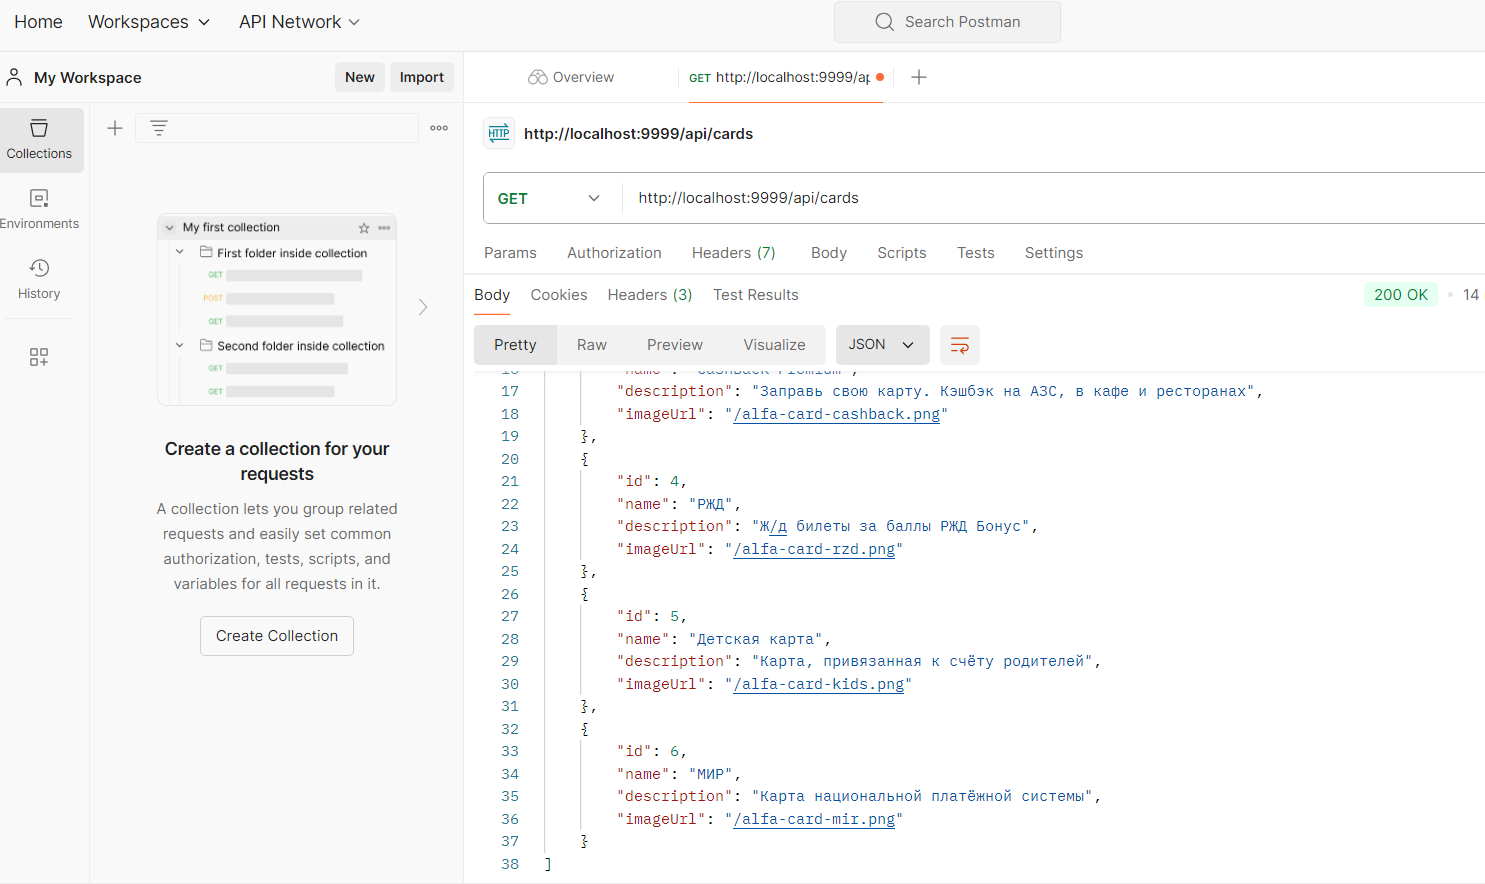 Home Workspaces API Network Search Postman
My Workspace New Import
Overview GET http://localhost:9999/ap
Collections
Environments
History
My first collection
First folder inside collection
GET
POST
GET
Second folder inside collection
GET
GET
Create a collection for your
requests
A collection lets you group related
requests and easily set common
authorization, tests, scripts, and
variables for all requests in it.
Create Collection
HTTP http://localhost:9999/api/cards
GET http://localhost:9999/api/cards
Params Authorization Headers (7) Body Scripts Tests Settings
Body Cookies Headers (3) Test Results 200 OK 14
Pretty Raw Preview Visualize JSON
16 "name": "Cashback Premium",
17 "description": "Заправь свою карту. Кэшбэк на АЗС, в кафе и ресторанах",
18 "imageUrl": "/alfa-card-cashback.png"
19 },
20 {
21 "id": 4,
22 "name": "РЖД",
23 "description": "Ж/д билеты за баллы РЖД Бонус",
24 "imageUrl": "/alfa-card-rzd.png"
25 },
26 {
27 "id": 5,
28 "name": "Детская карта",
29 "description": "Карта, привязанная к счёту родителей",
30 "imageUrl": "/alfa-card-kids.png"
31 },
32 {
33 "id": 6,
34 "name": "МИР",
35 "description": "Карта национальной платёжной системы",
36 "imageUrl": "/alfa-card-mir.png"
37 }
38 ]